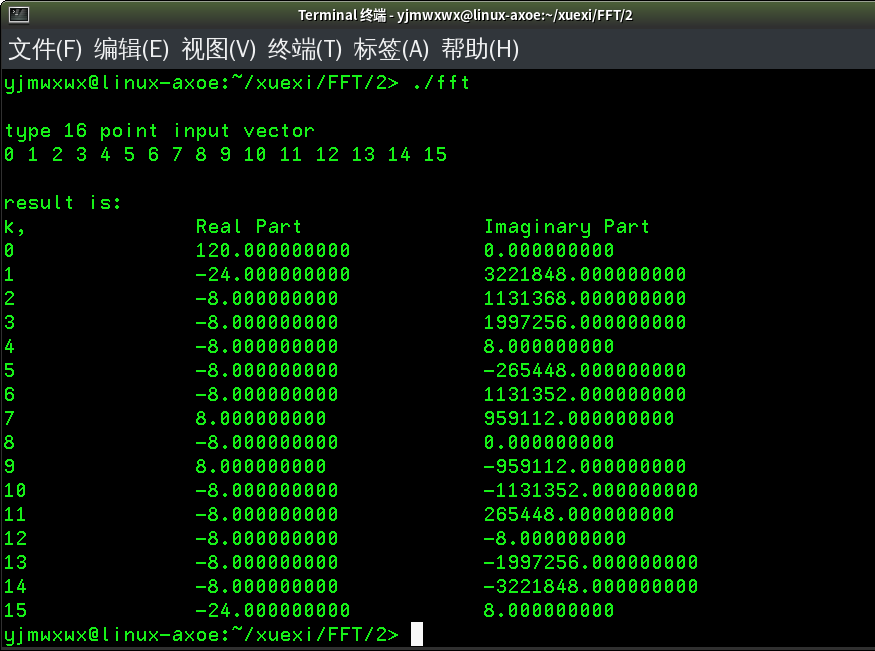 Terminal 终端 - yjmwxwx@linux-axoe:~/xuexi/FFT/2
文件(F) 编辑(E) 视图(V) 终端(T) 标签(A) 帮助(H)
yjmwxwx@linux-axoe:~/xuexi/FFT/2> ./fft
type 16 point input vector
0 1 2 3 4 5 6 7 8 9 10 11 12 13 14 15
result is:
k, Real Part Imaginary Part
0 120.000000000 0.000000000
1 -24.000000000 3221848.000000000
2 -8.000000000 1131368.000000000
3 -8.000000000 1997256.000000000
4 -8.000000000 8.000000000
5 -8.000000000 -265448.000000000
6 -8.000000000 1131352.000000000
7 8.000000000 959112.000000000
8 -8.000000000 0.000000000
9 8.000000000 -959112.000000000
10 -8.000000000 -1131352.000000000
11 -8.000000000 265448.000000000
12 -8.000000000 -8.000000000
13 -8.000000000 -1997256.000000000
14 -8.000000000 -3221848.000000000
15 -24.000000000 8.000000000
yjmwxwx@linux-axoe:~/xuexi/FFT/2>